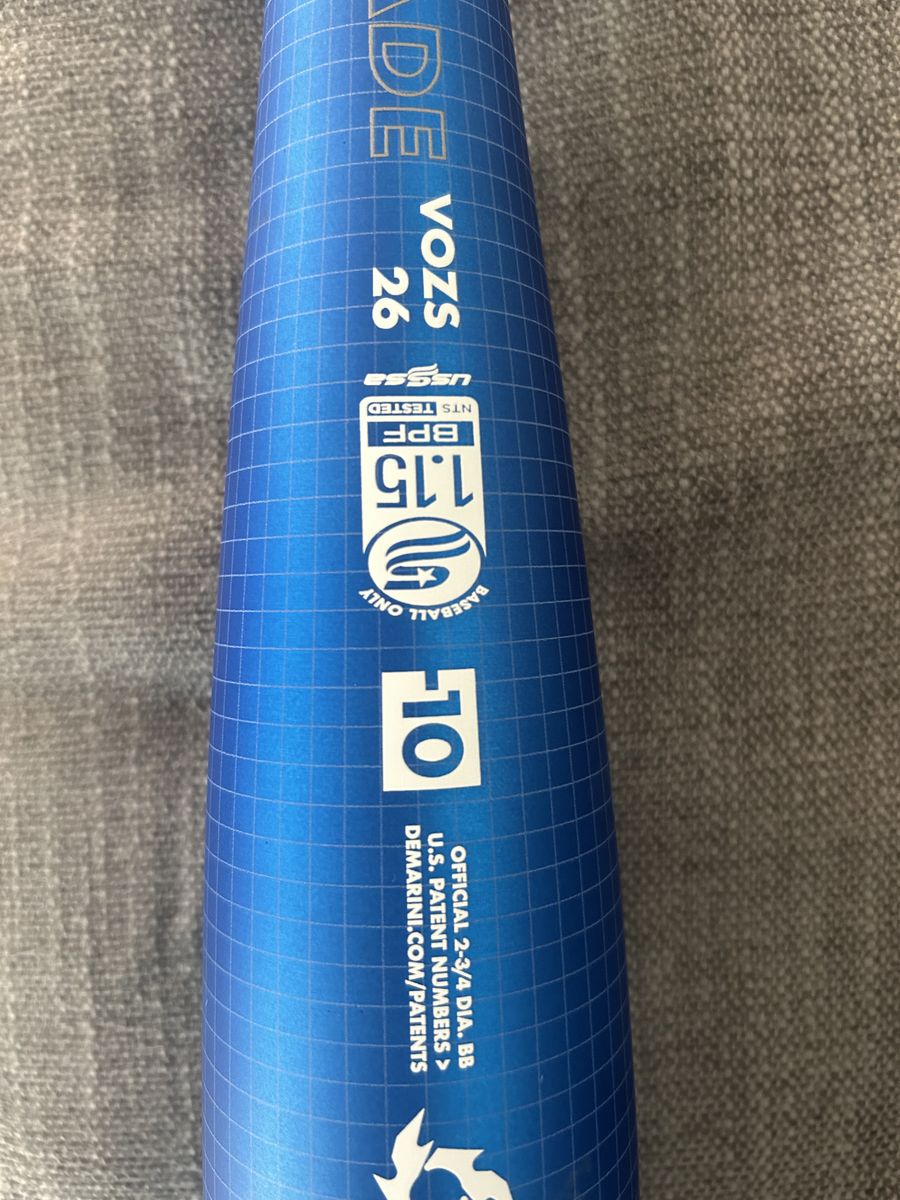 VOZS
26
USSSA
NTS TESTED
BPF
1.15
BASEBALL ONLY
-10
OFFICIAL 2-3/4 DIA. BB
U.S. PATENT NUMBERS >
DEMARINI.COM/PATENTS